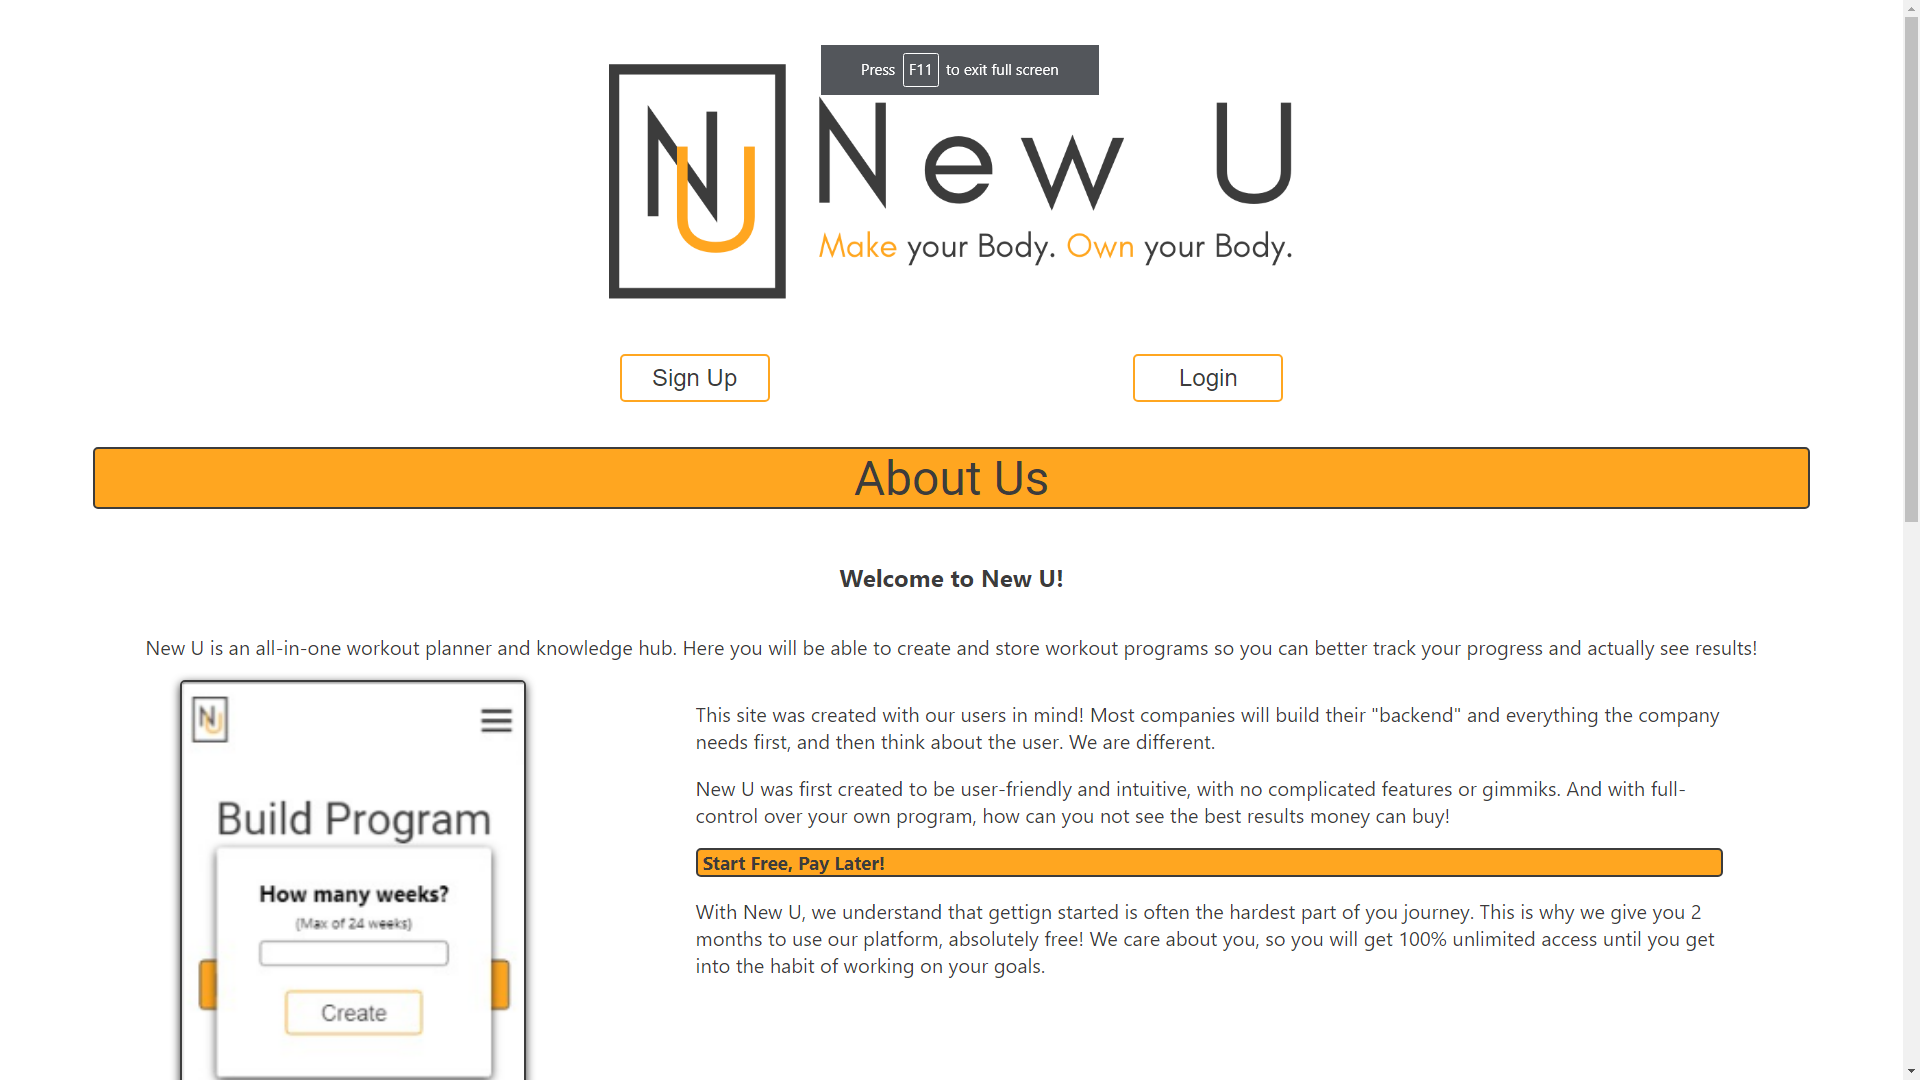 Press F11 to exit full screen
NU
New U
Make your Body. Own your Body.
Sign Up
Login
About Us
Welcome to New U!
New U is an all-in-one workout planner and knowledge hub. Here you will be able to create and store workout programs so you can better track your progress and actually see results!
NU
Build Program
How many weeks?
(Max of 24 weeks)
Create
This site was created with our users in mind! Most companies will build their "backend" and everything the company
needs first, and then think about the user. We are different.
New U was first created to be user-friendly and intuitive, with no complicated features or gimmiks. And with full-
control over your own program, how can you not see the best results money can buy!
Start Free, Pay Later!
With New U, we understand that gettign started is often the hardest part of you journey. This is why we give you 2
months to use our platform, absolutely free! We care about you, so you will get 100% unlimited access until you get
into the habit of working on your goals.